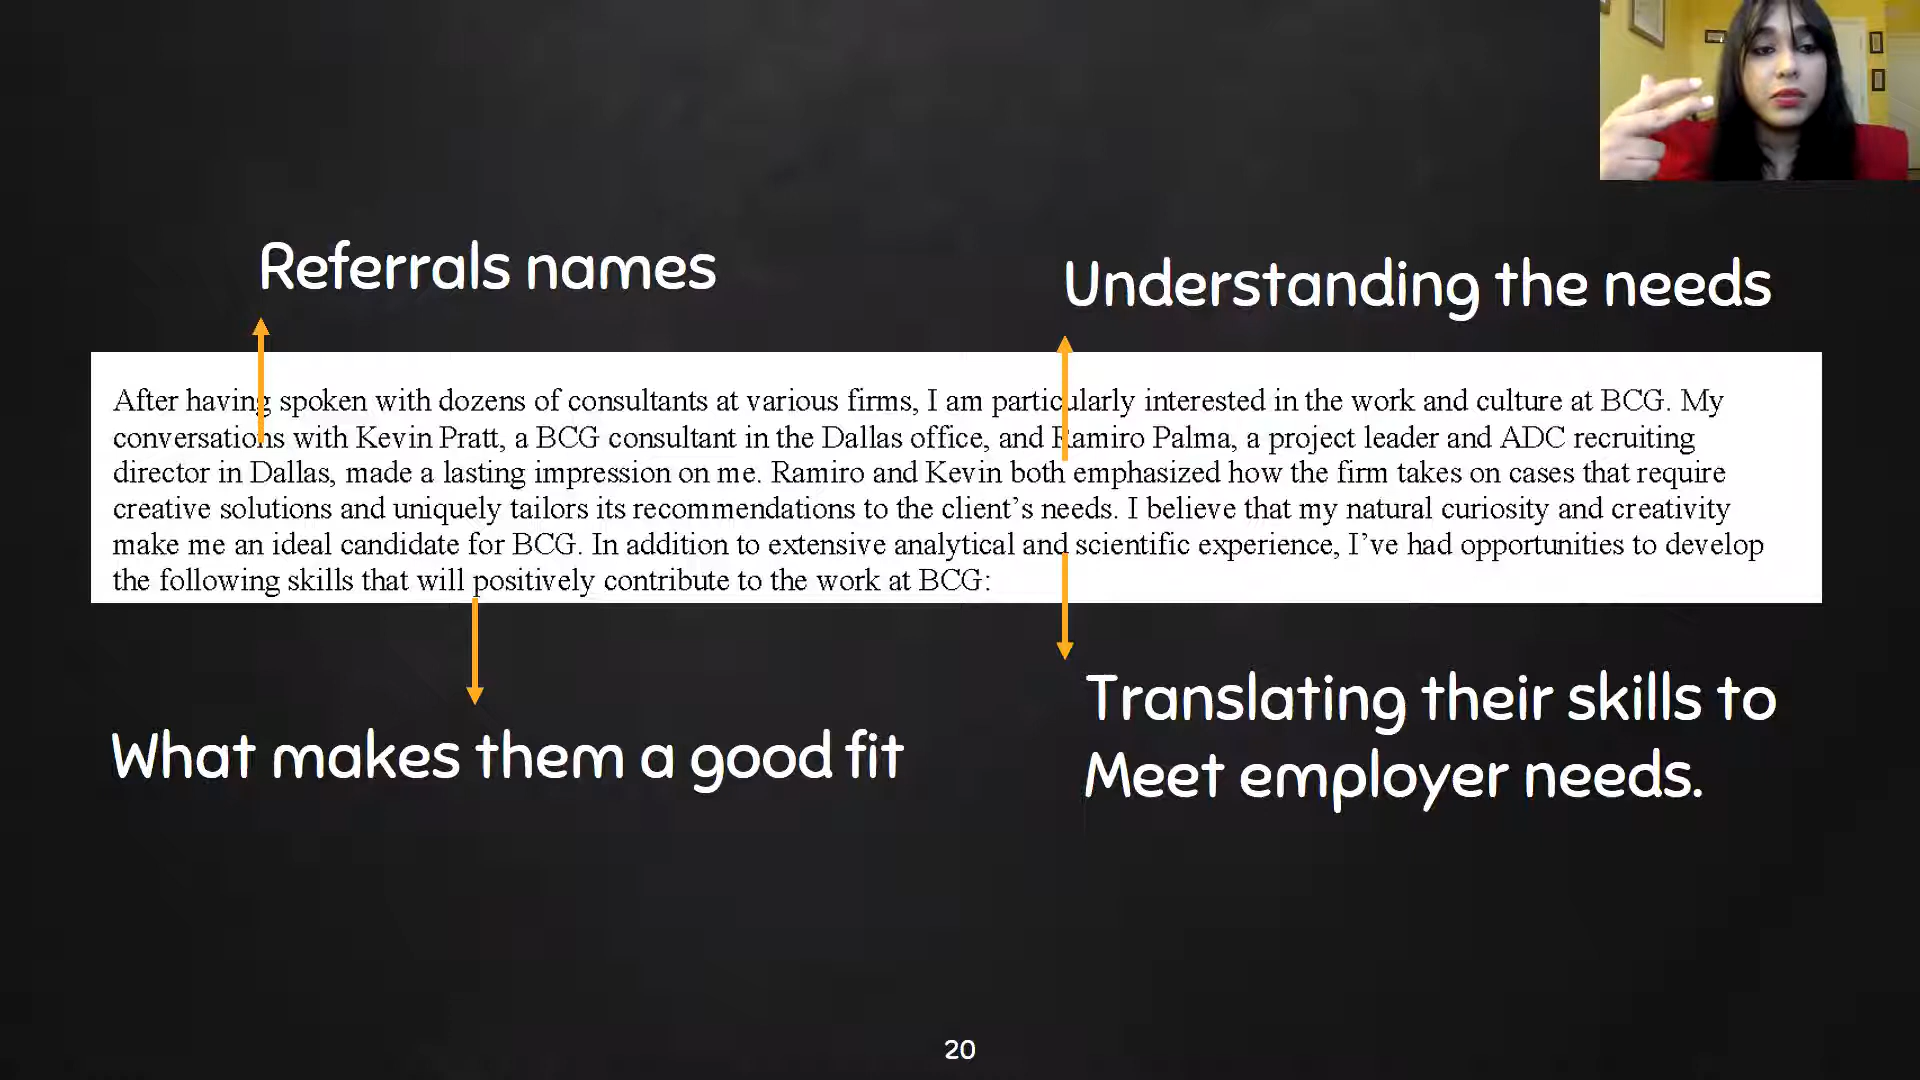 Referrals names
Understanding the needs
After having spoken with dozens of consultants at various firms, I am particularly interested in the work and culture at BCG. My
conversations with Kevin Pratt, a BCG consultant in the Dallas office, and Ramiro Palma, a project leader and ADC recruiting
director in Dallas, made a lasting impression on me. Ramiro and Kevin both emphasized how the firm takes on cases that require
creative solutions and uniquely tailors its recommendations to the client’s needs. I believe that my natural curiosity and creativity
make me an ideal candidate for BCG. In addition to extensive analytical and scientific experience, I’ve had opportunities to develop
the following skills that will positively contribute to the work at BCG:
What makes them a good fit
Translating their skills to
Meet employer needs.
20